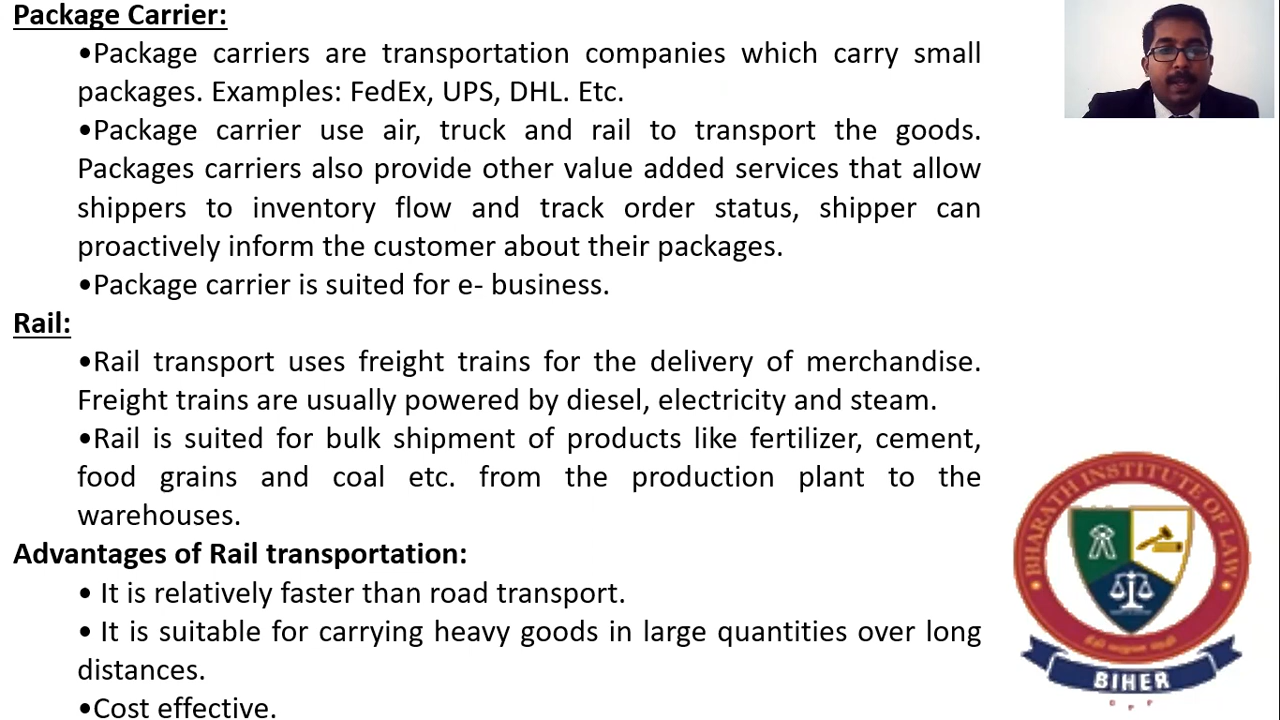 Package Carrier:
•Package carriers are transportation companies which carry small
packages. Examples: FedEx, UPS, DHL. Etc.
•Package carrier use air, truck and rail to transport the goods.
Packages carriers also provide other value added services that allow
shippers to inventory flow and track order status, shipper can
proactively inform the customer about their packages.
•Package carrier is suited for e- business.
Rail:
•Rail transport uses freight trains for the delivery of merchandise.
Freight trains are usually powered by diesel, electricity and steam.
•Rail is suited for bulk shipment of products like fertilizer, cement,
food grains and coal etc. from the production plant to the
warehouses.
Advantages of Rail transportation:
• It is relatively faster than road transport.
• It is suitable for carrying heavy goods in large quantities over long
distances.
•Cost effective.
BHARATH INSTITUTE OF LAW
BIHER